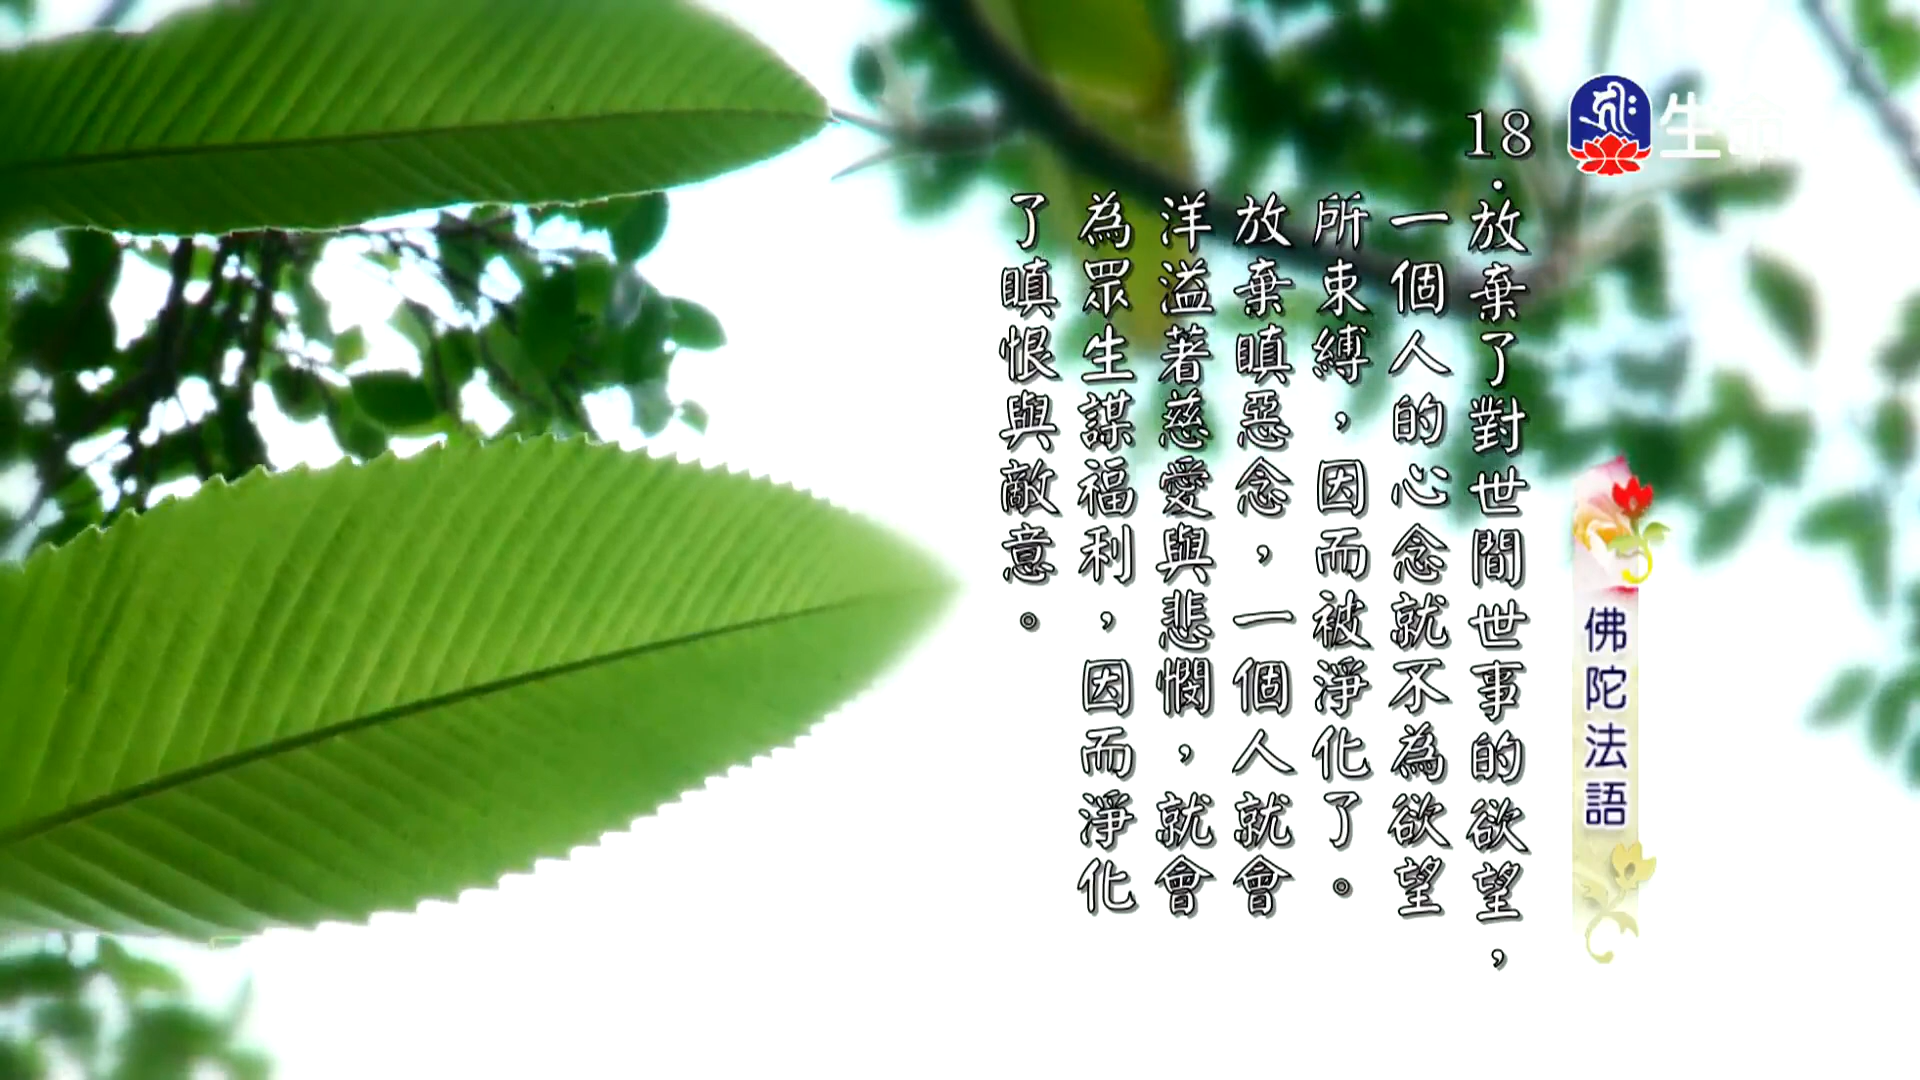 生命
佛陀法語
18.放棄了對世間世事的欲望，
一個人的心念就不為欲望
所束縛，因而被淨化了。
放棄瞋惡念，一個人就會
洋溢著慈愛與悲憫，就會
為眾生謀福利，因而淨化
了瞋恨與敵意。